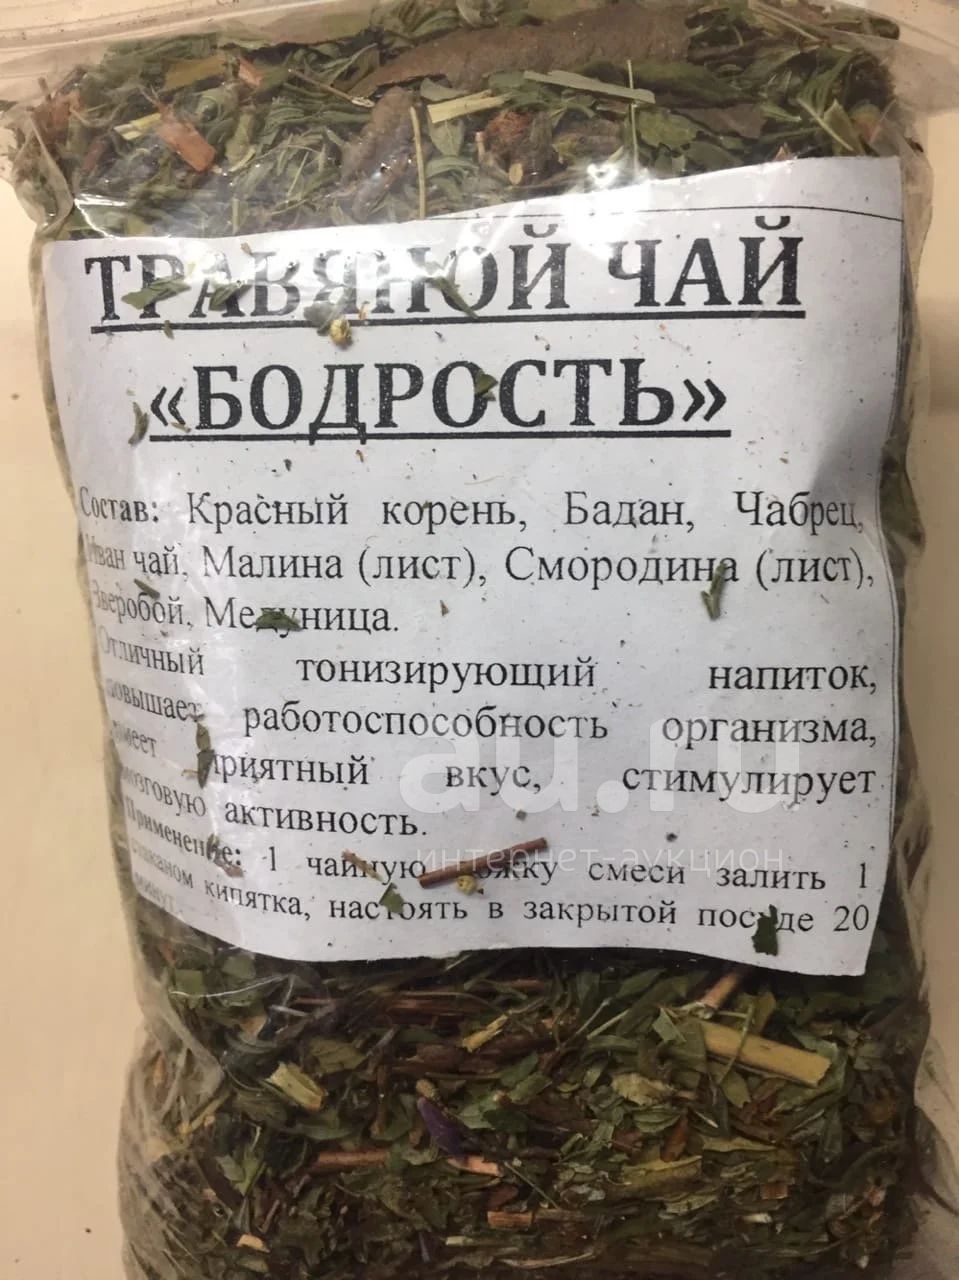 ТРАВЯНОЙ ЧАЙ
«БОДРОСТЬ»
Состав: Красный корень, Бадан, Чабрец,
Иван чай, Малина (лист), Смородина (лист),
Зверобой, Медуница.
Отличный тонизирующий напиток,
повышает работоспособность организма,
имеет приятный вкус, стимулирует
мозговую активность.
Применение: 1 чайную ложку смеси залить 1
стаканом кипятка, настоять в закрытой посуде 20
минут.
au.ru
интернет-аукцион